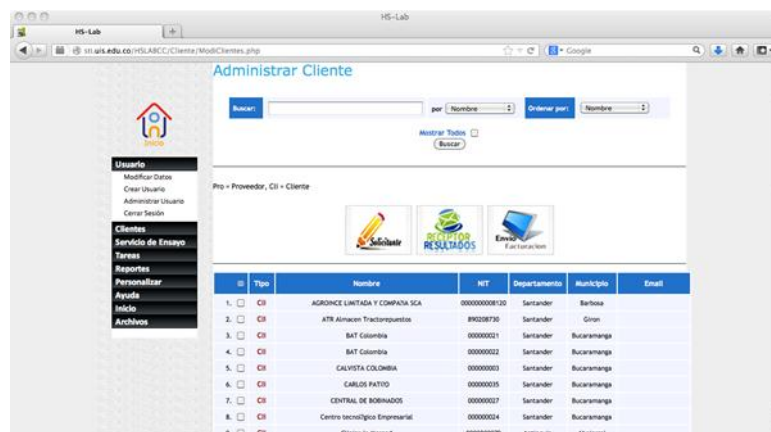 HS-Lab
HS-Lab
sti.uis.edu.co/HSLABCC/Cliente/ModiClientes.php
Google
Administrar Cliente
Buscar: por Nombre Ordenar por: Nombre
Mostrar Todos
Buscar
Inicio
Usuario
Modificar Datos
Crear Usuario
Administrar Usuario
Cerrar Sesión
Clientes
Servicio de Ensayo
Tareas
Reportes
Personalizar
Ayuda
Inicio
Archivos
Pro = Proveedor, Cli = Cliente
Solicitante
RECEPTOR RESULTADOS
Envio Facturacion
Tipo Nombre NIT Departamento Municipio Email
1. Cli AGROINCE LIMITADA Y COMPAÑIA SCA 0000000008120 Santander Barbosa
2. Cli ATR Almacen Tractorepuestos 890208730 Santander Giron
3. Cli BAT Colombia 000000021 Santander Bucaramanga
4. Cli BAT Colombia 000000022 Santander Bucaramanga
5. Cli CALVISTA COLOMBIA 000000003 Santander Bucaramanga
6. Cli CARLOS PATI?O 000000035 Santander Bucaramanga
7. Cli CENTRAL DE BOBINADOS 000000027 Santander Bucaramanga
8. Cli Centro tecnol?gico Empresarial 000000024 Santander Bucaramanga